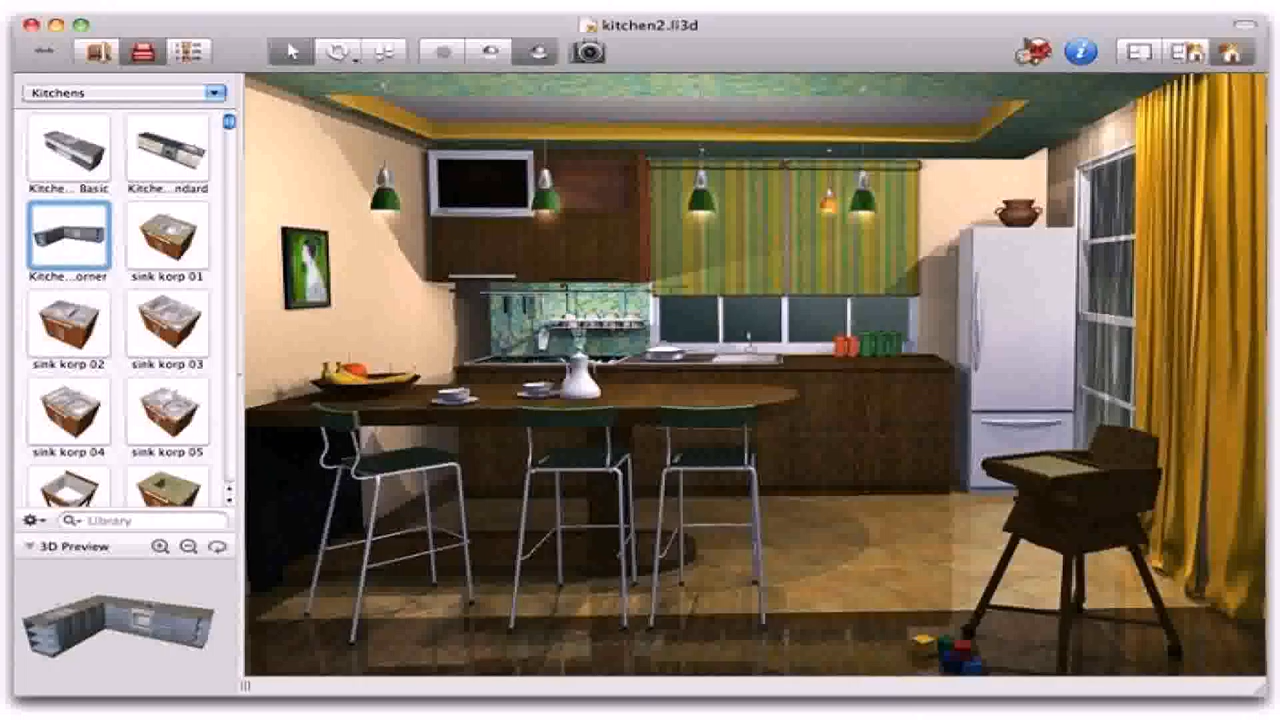 kitchen2.li3d
Kitchens
Kitche... Basic
Kitche...ndard
Kitche...orner
sink korp 01
sink korp 02
sink korp 03
sink korp 04
sink korp 05
Library
3D Preview